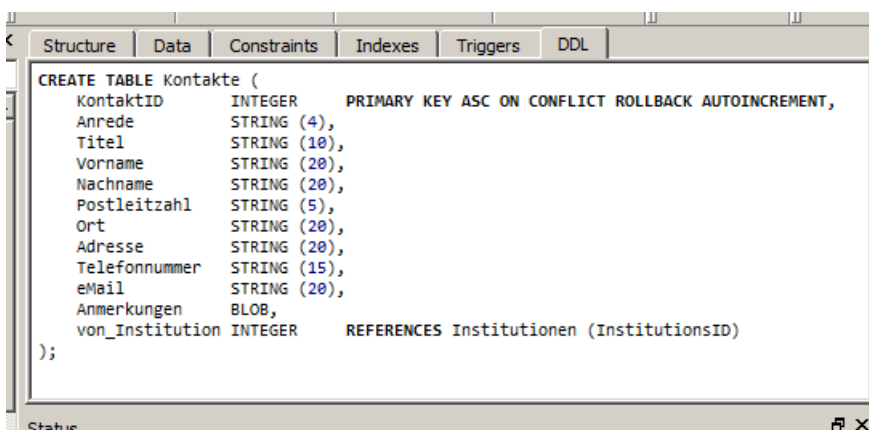 Structure Data Constraints Indexes Triggers DDL
CREATE TABLE Kontakte (
    KontaktID       INTEGER     PRIMARY KEY ASC ON CONFLICT ROLLBACK AUTOINCREMENT,
    Anrede          STRING (4),
    Titel           STRING (10),
    Vorname         STRING (20),
    Nachname        STRING (20),
    Postleitzahl    STRING (5),
    Ort             STRING (20),
    Adresse         STRING (20),
    Telefonnummer   STRING (15),
    eMail           STRING (20),
    Anmerkungen     BLOB,
    von_Institution INTEGER     REFERENCES Institutionen (InstitutionsID)
);
Status